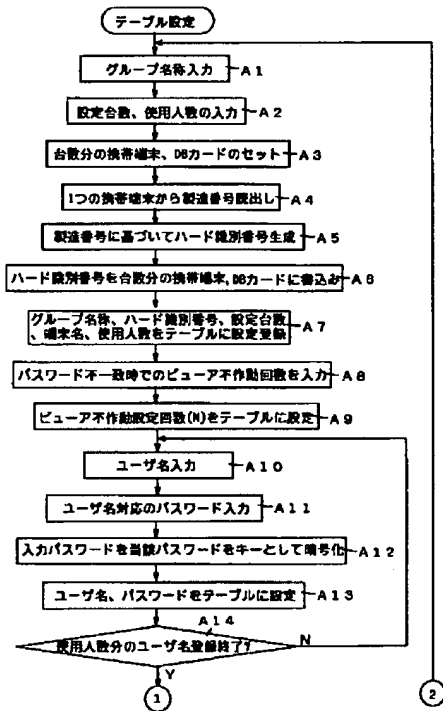 テーブル設定
グループ名称入力 A1
設定台数、使用人数の入力 A2
台数分の携帯端末、DBカードのセット A3
1つの携帯端末から製造番号読出し A4
製造番号に基づいてハード識別番号生成 A5
ハード識別番号を台数分の携帯端末,DBカードに書込み A6
グループ名称、ハード識別番号、設定台数
、端末名、使用人数をテーブルに設定登録 A7
パスワード不一致時でのビューア不作動回数を入力 A8
ビューア不作動設定回数(N)をテーブルに設定 A9
ユーザ名入力 A10
ユーザ名対応のパスワード入力 A11
入力パスワードを当該パスワードをキーとして暗号化 A12
ユーザ名、パスワードをテーブルに設定 A13
A14
使用人数分のユーザ名登録終了? N
Y
1
2